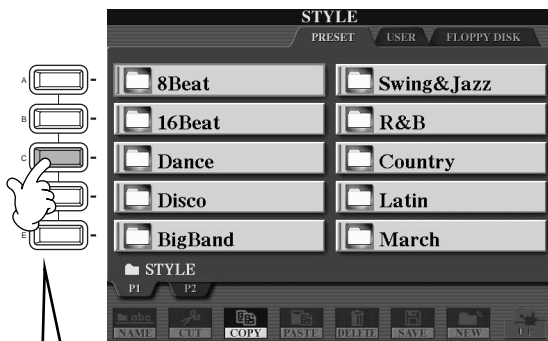 STYLE
PRESET USER FLOPPY DISK
A
8Beat Swing&Jazz
B
16Beat R&B
C
Dance Country
Disco Latin
E
BigBand March
STYLE
P1 P2
abc
NAME CUT COPY PASTE DELETE SAVE NEW UP